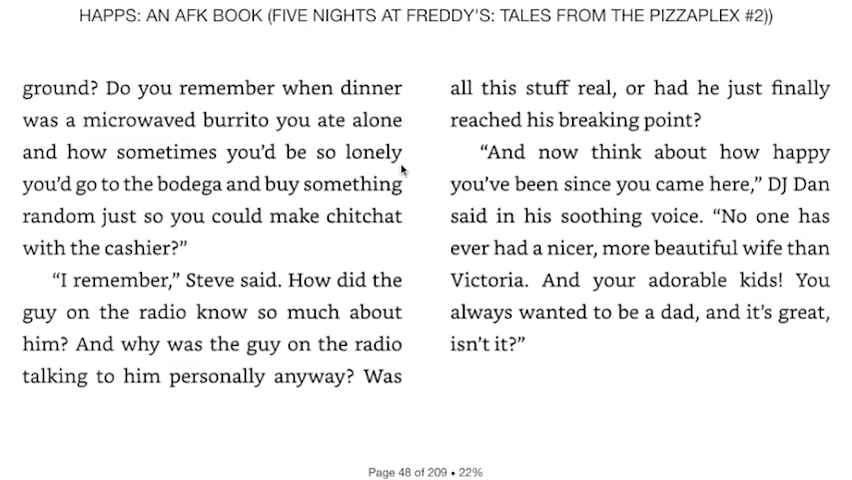 HAPPS: AN AFK BOOK (FIVE NIGHTS AT FREDDY'S: TALES FROM THE PIZZAPLEX #2))
ground? Do you remember when dinner
was a microwaved burrito you ate alone
and how sometimes you’d be so lonely
you’d go to the bodega and buy something
random just so you could make chitchat
with the cashier?”
“I remember,” Steve said. How did the
guy on the radio know so much about
him? And why was the guy on the radio
talking to him personally anyway? Was
all this stuff real, or had he just finally
reached his breaking point?
“And now think about how happy
you’ve been since you came here,” DJ Dan
said in his soothing voice. “No one has
ever had a nicer, more beautiful wife than
Victoria. And your adorable kids! You
always wanted to be a dad, and it’s great,
isn’t it?”
Page 48 of 209 • 22%